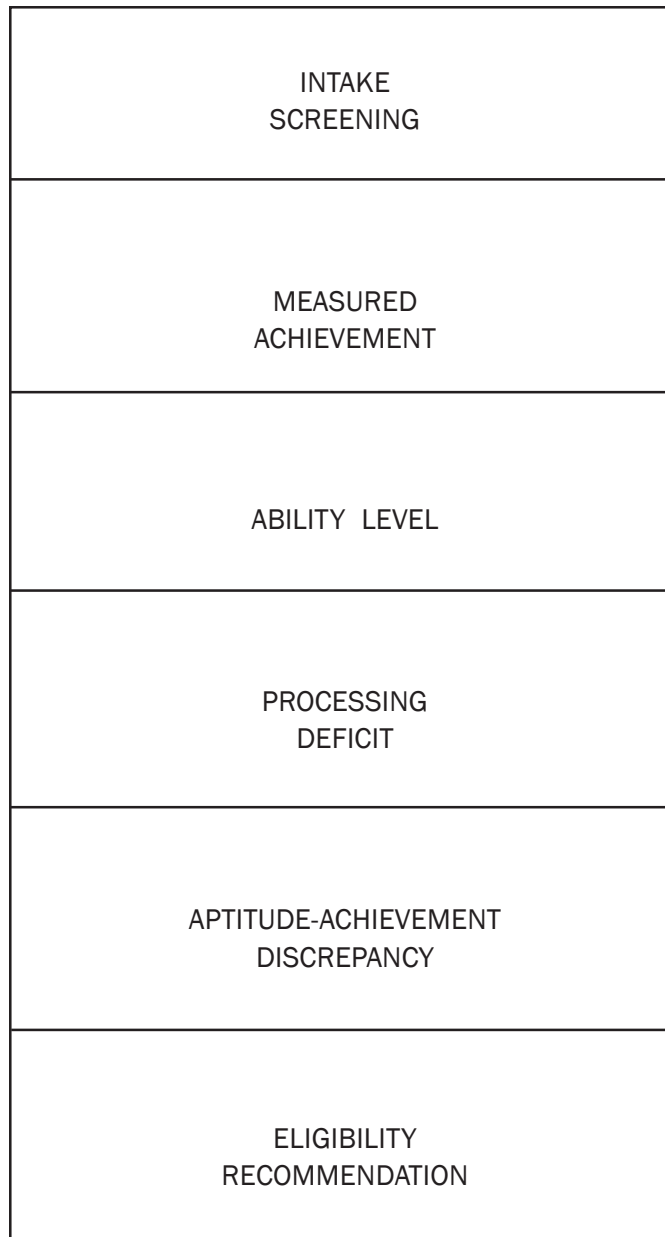 INTAKE
SCREENING
MEASURED
ACHIEVEMENT
ABILITY LEVEL
PROCESSING
DEFICIT
APTITUDE-ACHIEVEMENT
DISCREPANCY
ELIGIBILITY
RECOMMENDATION